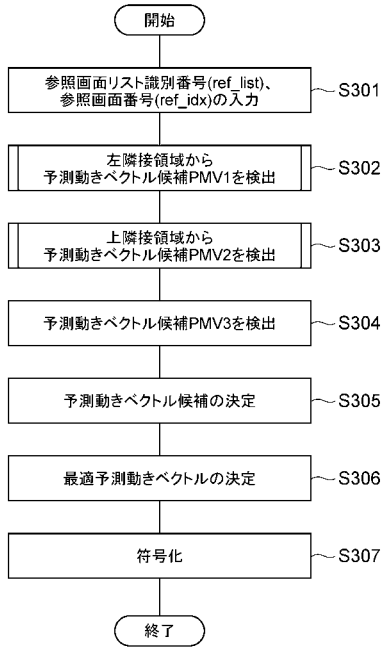 開始
参照画面リスト識別番号(ref_list)、
参照画面番号(ref_idx)の入力
S301
左隣接領域から
予測動きベクトル候補PMV1を検出
S302
上隣接領域から
予測動きベクトル候補PMV2を検出
S303
予測動きベクトル候補PMV3を検出
S304
予測動きベクトル候補の決定
S305
最適予測動きベクトルの決定
S306
符号化
S307
終了